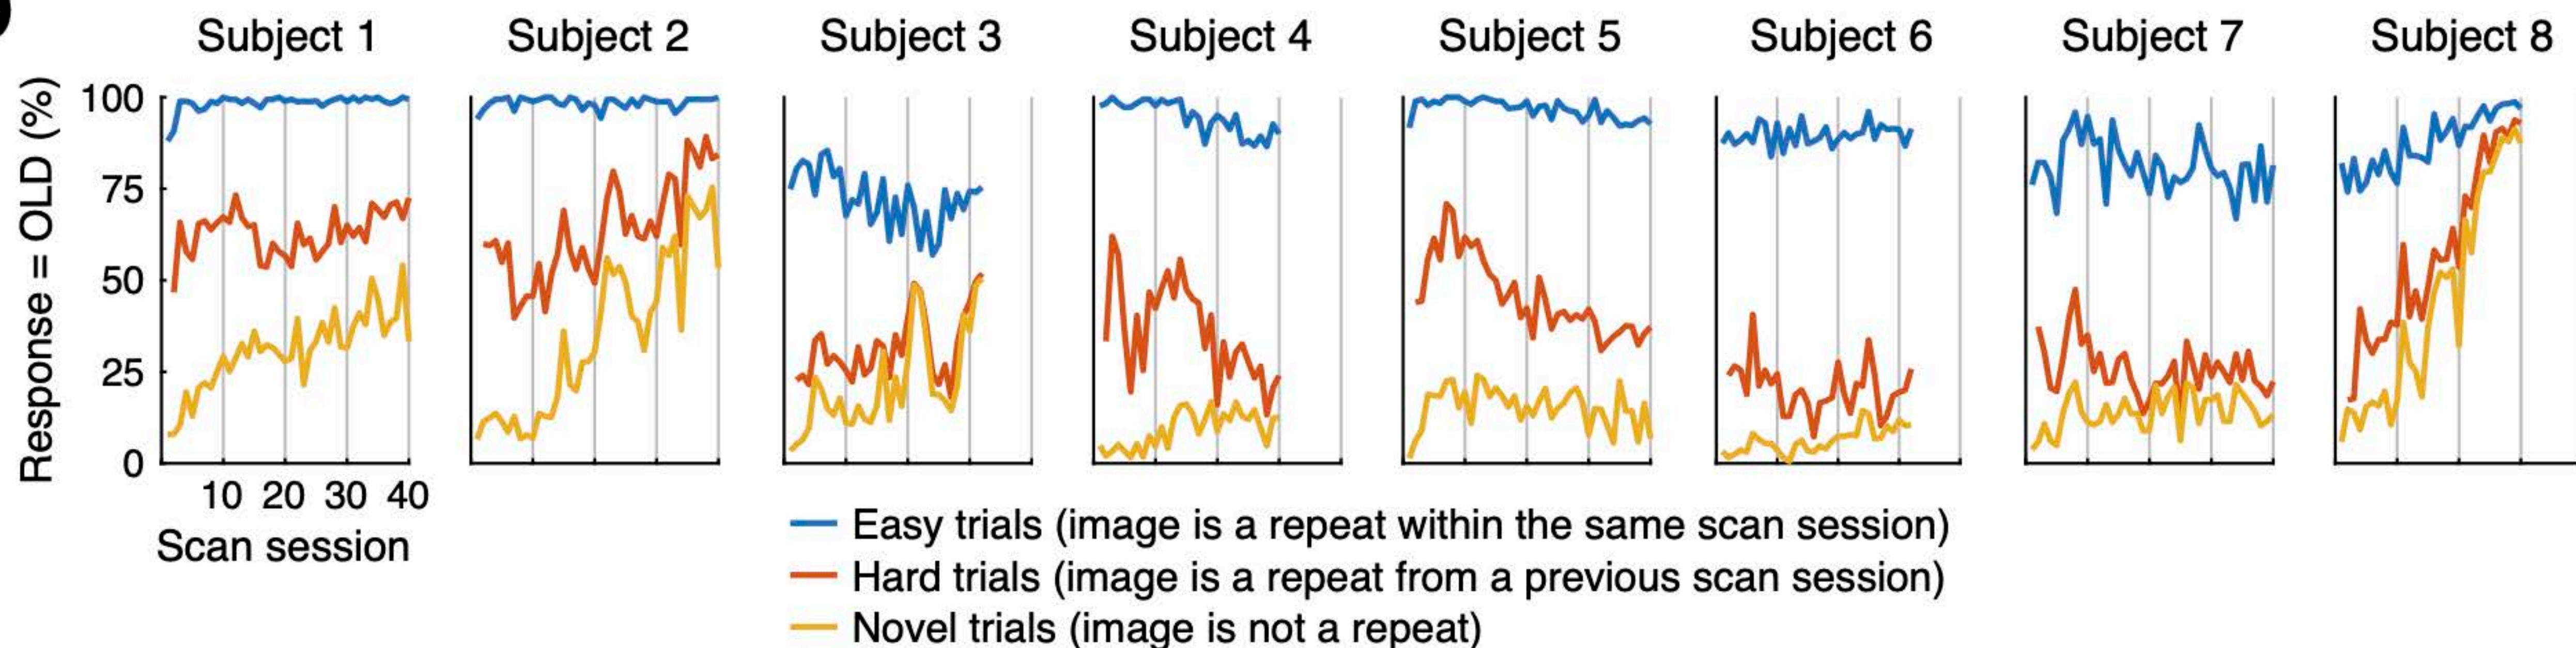 Subject 1 Subject 2 Subject 3 Subject 4 Subject 5 Subject 6 Subject 7 Subject 8
Response = OLD (%)
100
75
50
25
0
10 20 30 40
Scan session
Easy trials (image is a repeat within the same scan session)
Hard trials (image is a repeat from a previous scan session)
Novel trials (image is not a repeat)